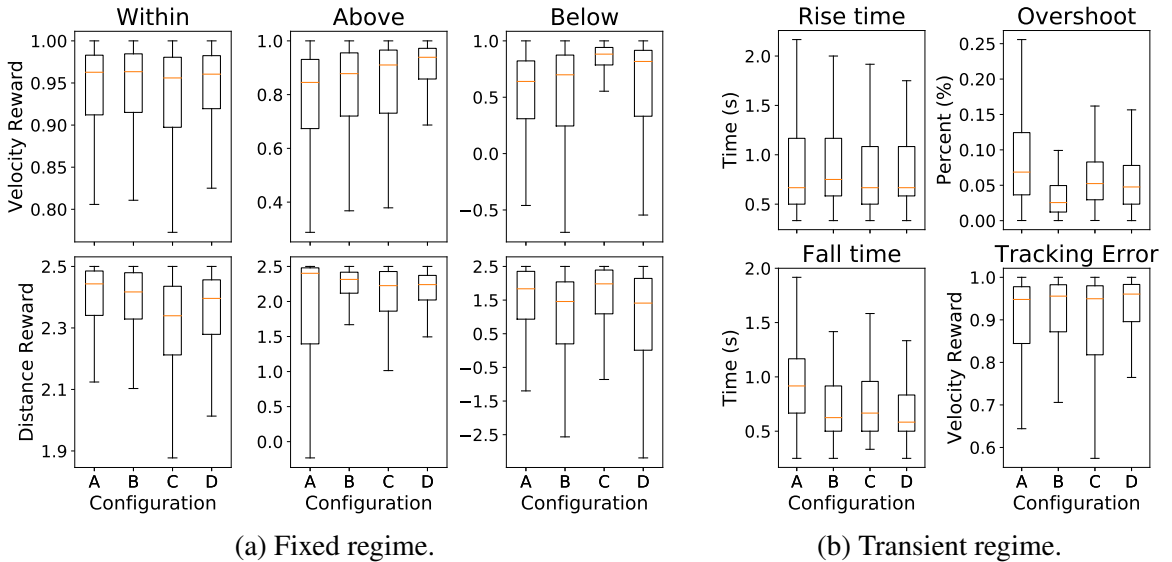 Within
Above
Below
Velocity Reward
1.00
0.95
0.90
0.85
0.80
1.0
0.8
0.6
0.4
1.0
0.5
0.0
−0.5
Distance Reward
2.5
2.3
2.1
1.9
2.5
2.0
1.5
1.0
0.5
0.0
2.5
1.5
0.5
−0.5
−1.5
−2.5
A B C D
A B C D
A B C D
Configuration
Configuration
Configuration
(a) Fixed regime.
Rise time
Overshoot
Time (s)
2.0
1.5
1.0
0.5
Percent (%)
0.25
0.20
0.15
0.10
0.05
0.00
Fall time
Tracking Error
Time (s)
2.0
1.5
1.0
0.5
Velocity Reward
1.0
0.9
0.8
0.7
0.6
A B C D
A B C D
Configuration
Configuration
(b) Transient regime.